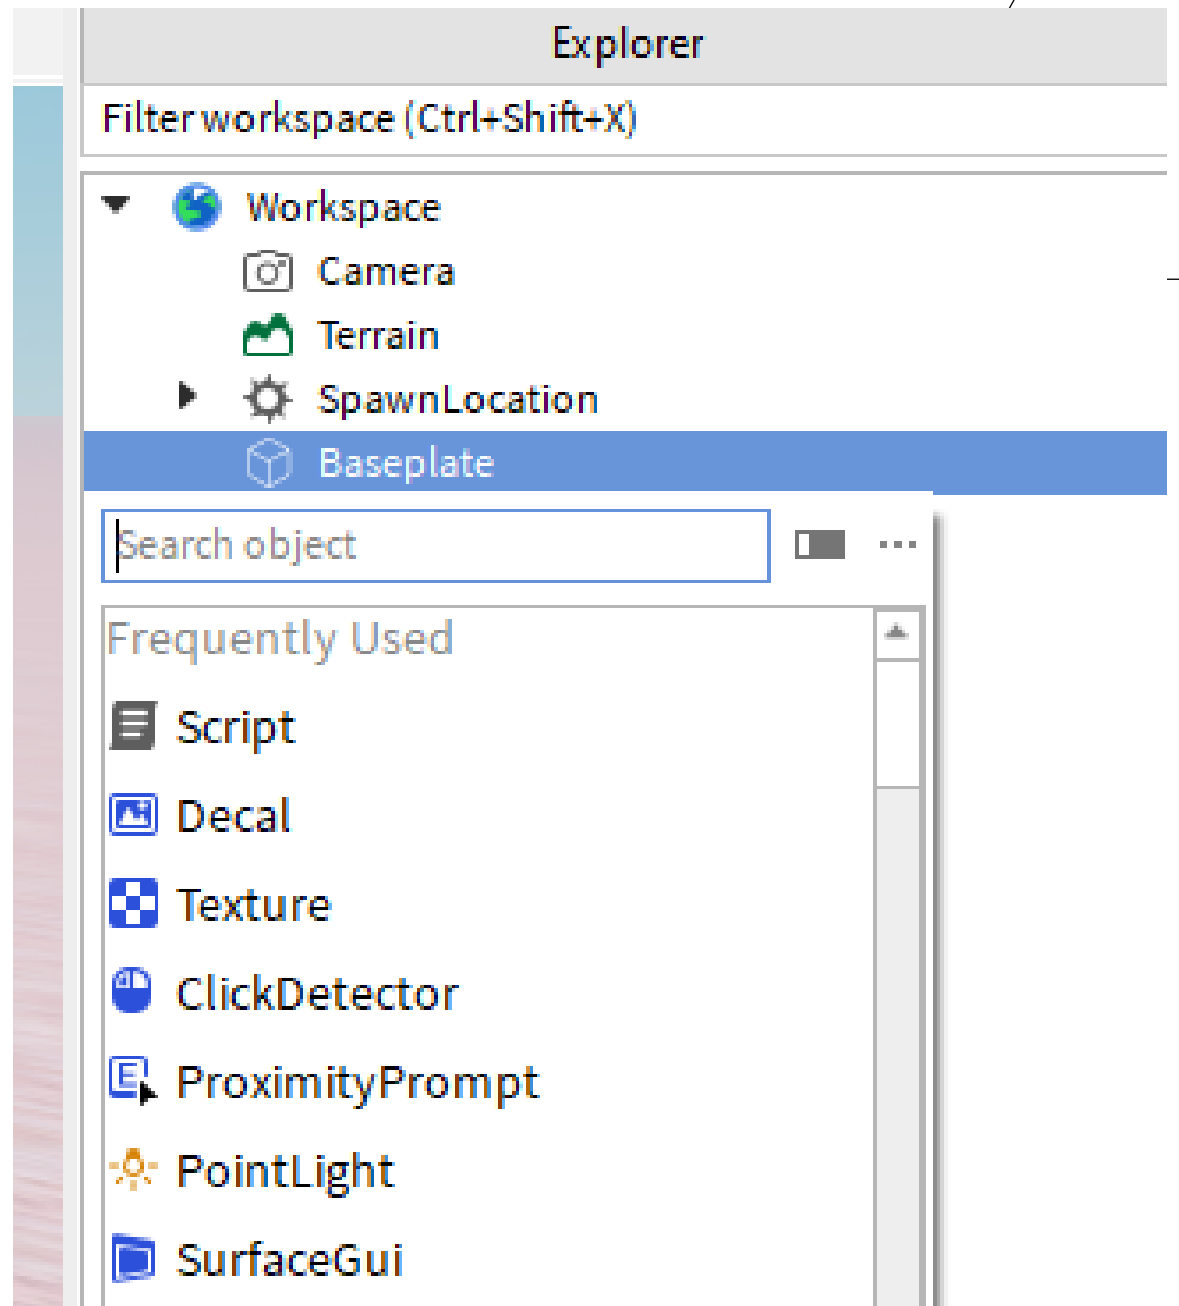 Explorer
Filter workspace (Ctrl+Shift+X)
Workspace
Camera
Terrain
SpawnLocation
Baseplate
Search object
Frequently Used
Script
Decal
Texture
ClickDetector
ProximityPrompt
PointLight
SurfaceGui